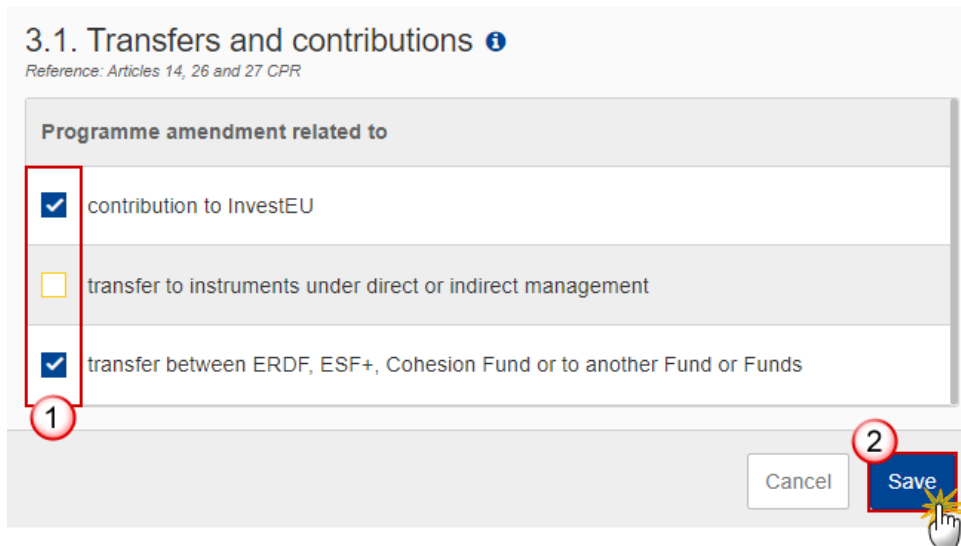 3.1. Transfers and contributions
Reference: Articles 14, 26 and 27 CPR
Programme amendment related to
contribution to InvestEU
transfer to instruments under direct or indirect management
transfer between ERDF, ESF+, Cohesion Fund or to another Fund or Funds
1
2
Cancel
Save